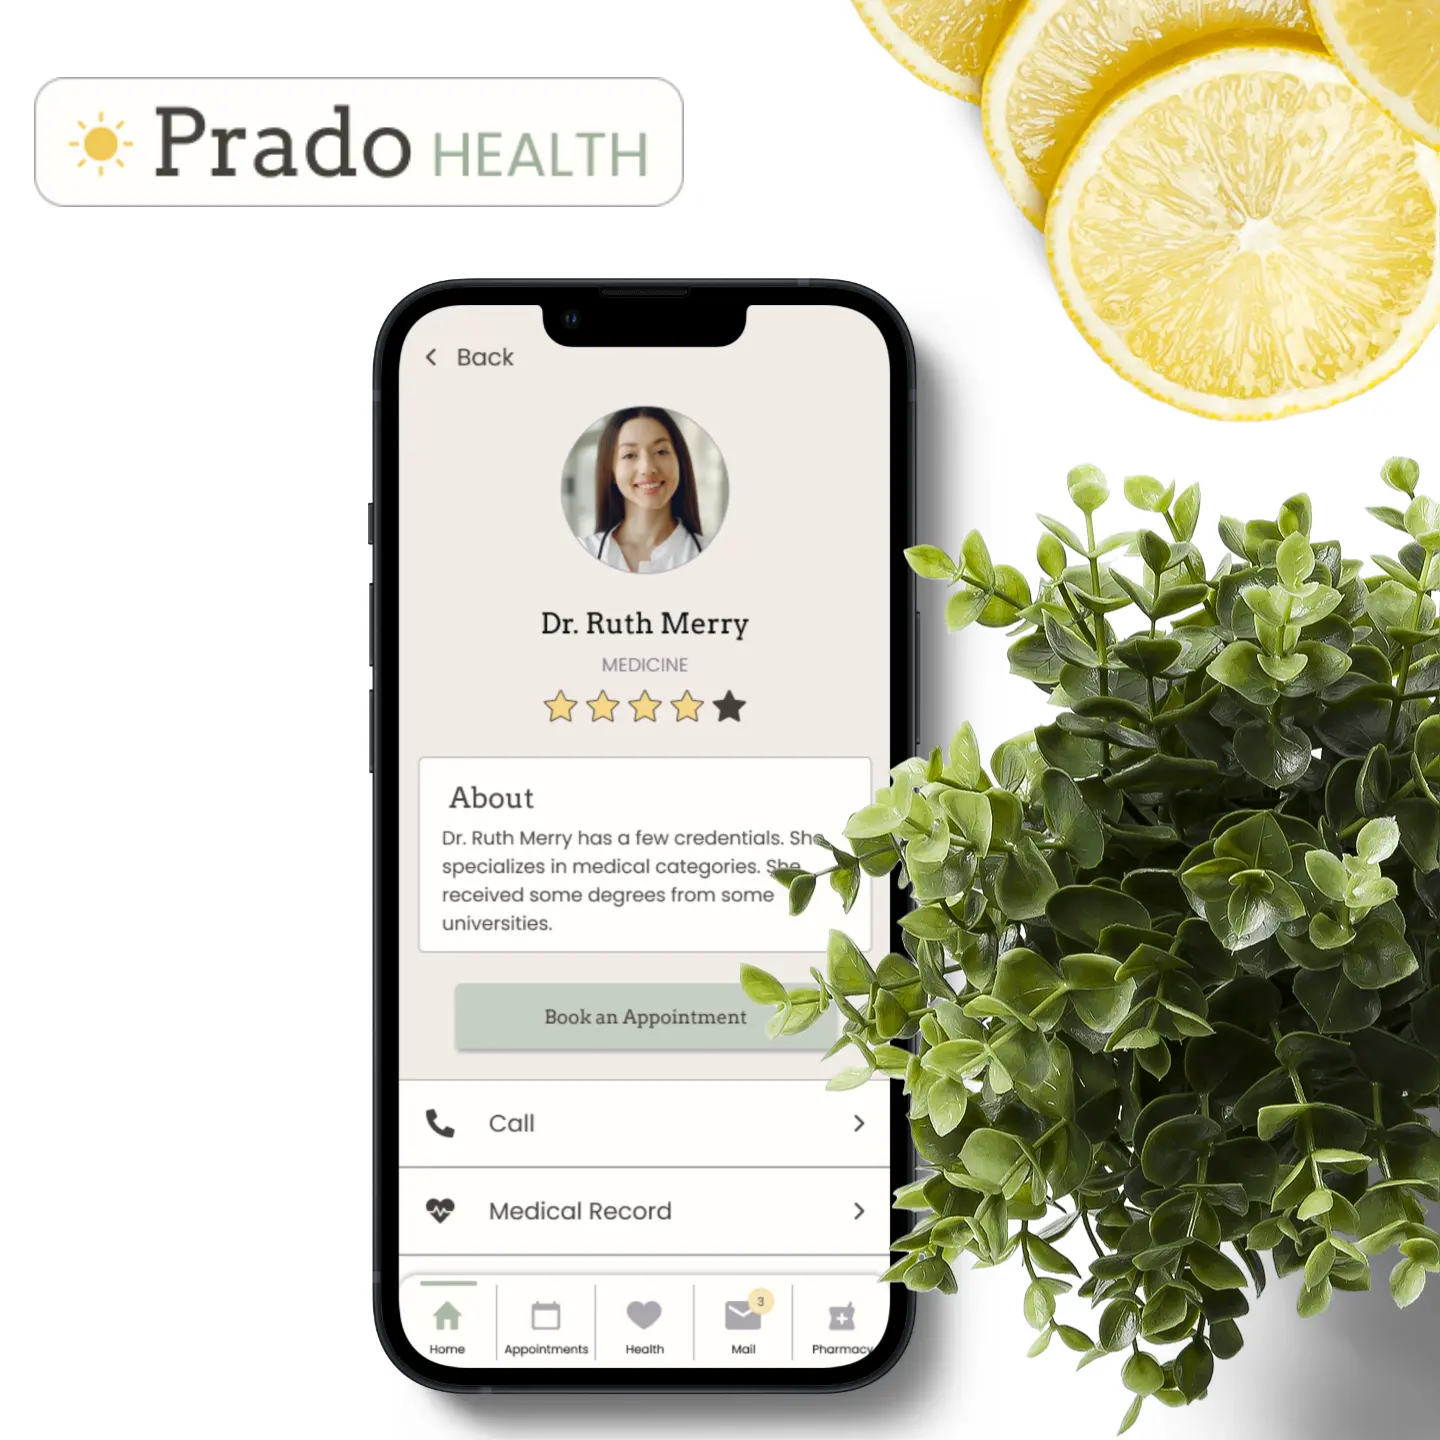 Prado HEALTH
Back
Dr. Ruth Merry
MEDICINE
About
Dr. Ruth Merry has a few credentials. She
specializes in medical categories. She
received some degrees from some
universities.
Book an Appointment
Call
Medical Record
3
Home
Appointments
Health
Mail
Pharmacy